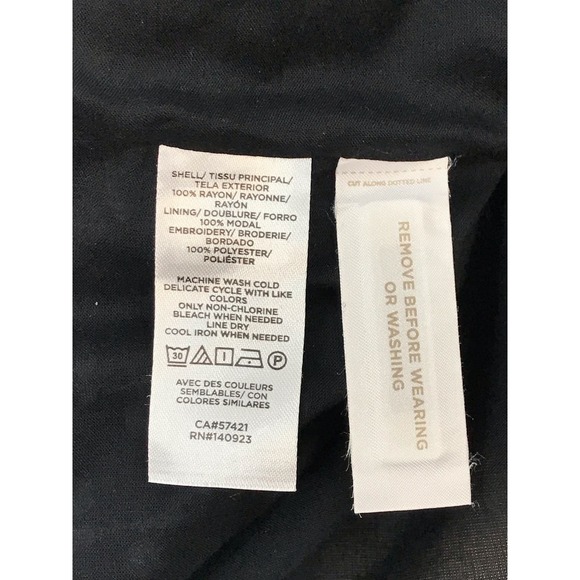 SHELL/ TISSU PRINCIPAL/
TELA EXTERIOR
100% RAYON/ RAYONNE/
RAYÓN
LINING/ DOUBLURE/ FORRO
100% MODAL
EMBROIDERY/ BRODERIE/
BORDADO
100% POLYESTER/
POLIÉSTER
MACHINE WASH COLD
DELICATE CYCLE WITH LIKE
COLORS
ONLY NON-CHLORINE
BLEACH WHEN NEEDED
LINE DRY
COOL IRON WHEN NEEDED
30 P
AVEC DES COULEURS
SEMBLABLES/ CON
COLORES SIMILARES
CA#57421
RN#140923
CUT ALONG DOTTED LINE
REMOVE BEFORE WEARING
OR WASHING